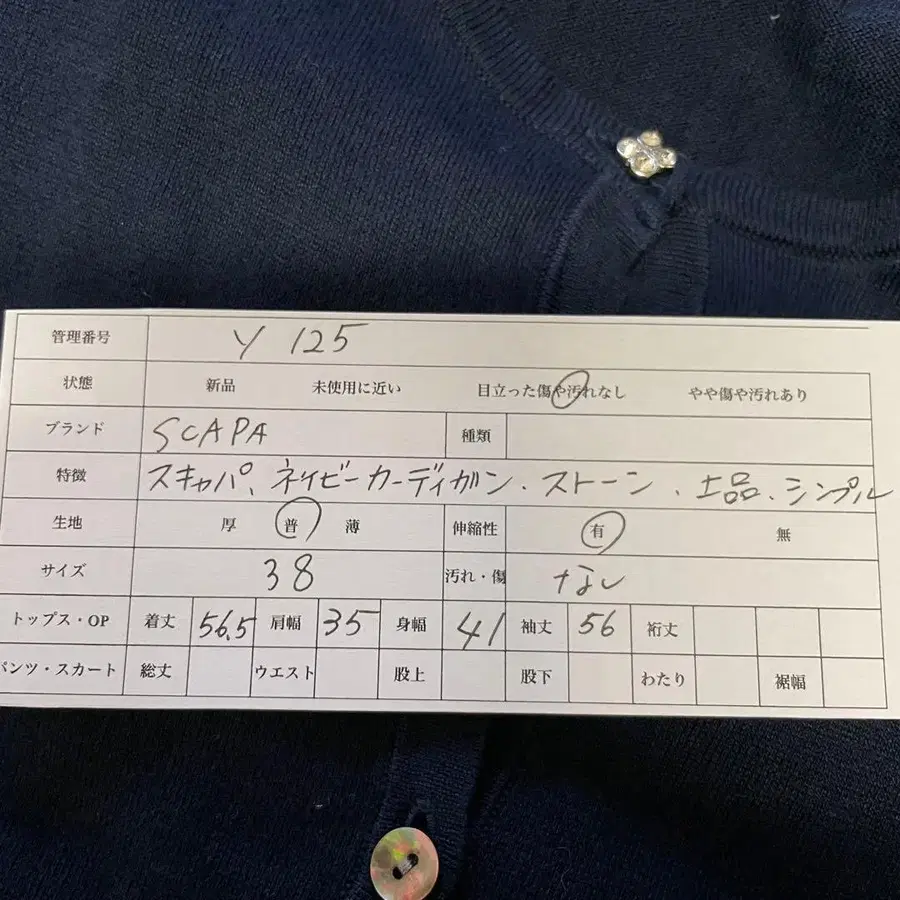 管理番号 Y 125
状態 新品 未使用に近い 目立った傷や汚れなし やや傷や汚れあり
ブランド SCAPA 種類
特徴 スキャパ、ネイビーカーディガン.ストーン、上品、シンプル
生地 厚 普 薄 伸縮性 有 無
サイズ 38 汚れ・傷 なし
トップス・OP 着丈 56.5 肩幅 35 身幅 41 袖丈 56 裄丈
パンツ・スカート 総丈 ウエスト 股上 股下 わたり 裾幅